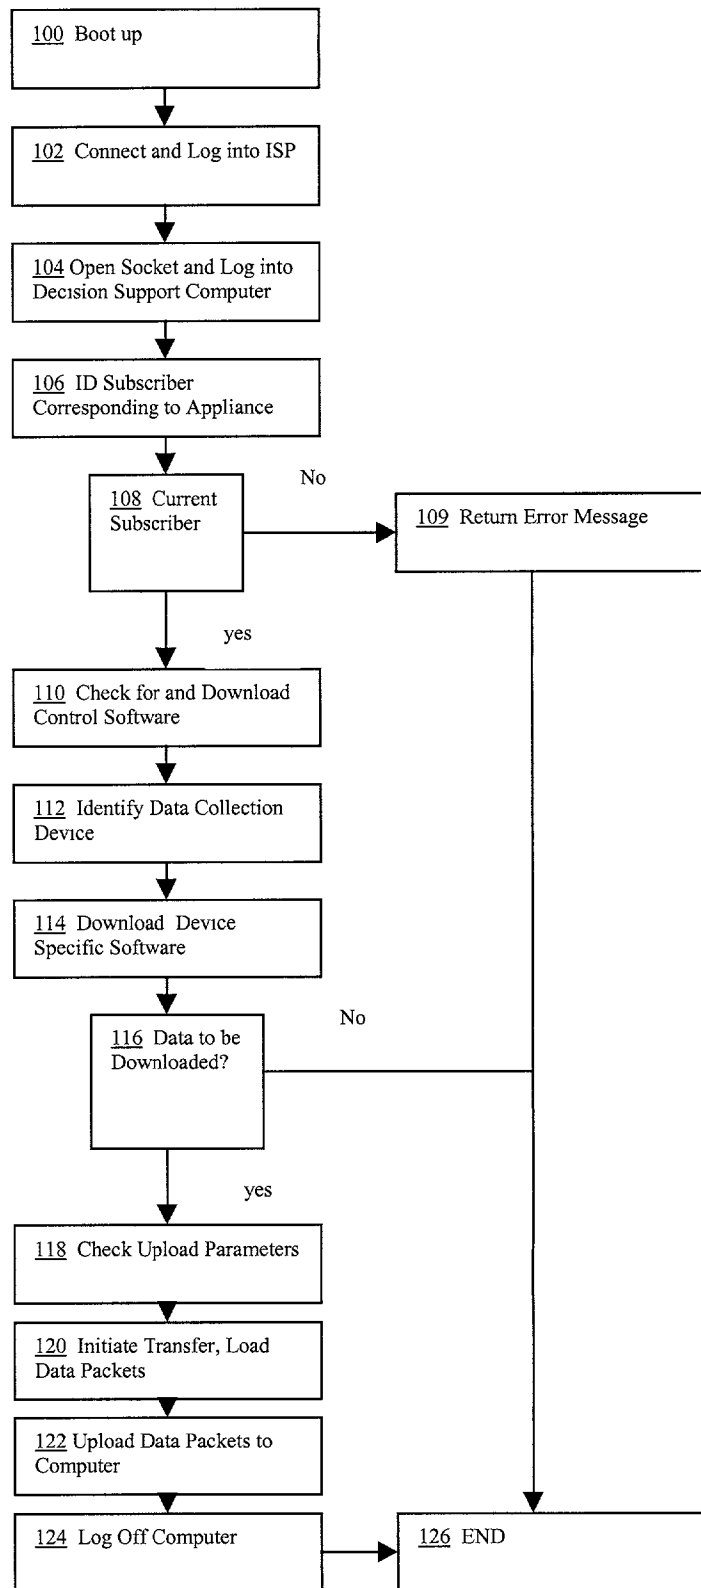 100 Boot up
102 Connect and Log into ISP
104 Open Socket and Log into
Decision Support Computer
106 ID Subscriber
Corresponding to Appliance
No
108 Current
Subscriber
109 Return Error Message
yes
110 Check for and Download
Control Software
112 Identify Data Collection
Device
114 Download Device
Specific Software
No
116 Data to be
Downloaded?
yes
118 Check Upload Parameters
120 Initiate Transfer, Load
Data Packets
122 Upload Data Packets to
Computer
124 Log Off Computer
126 END